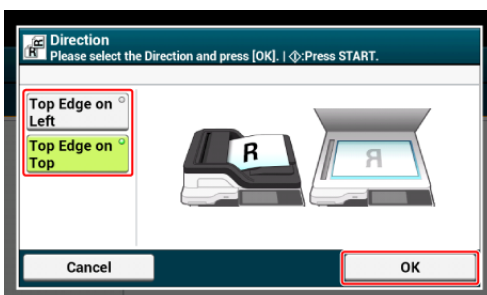 Direction
Please select the Direction and press [OK]. | :Press START.
Top Edge on
Left
Top Edge on
Top
R
R
Cancel
OK